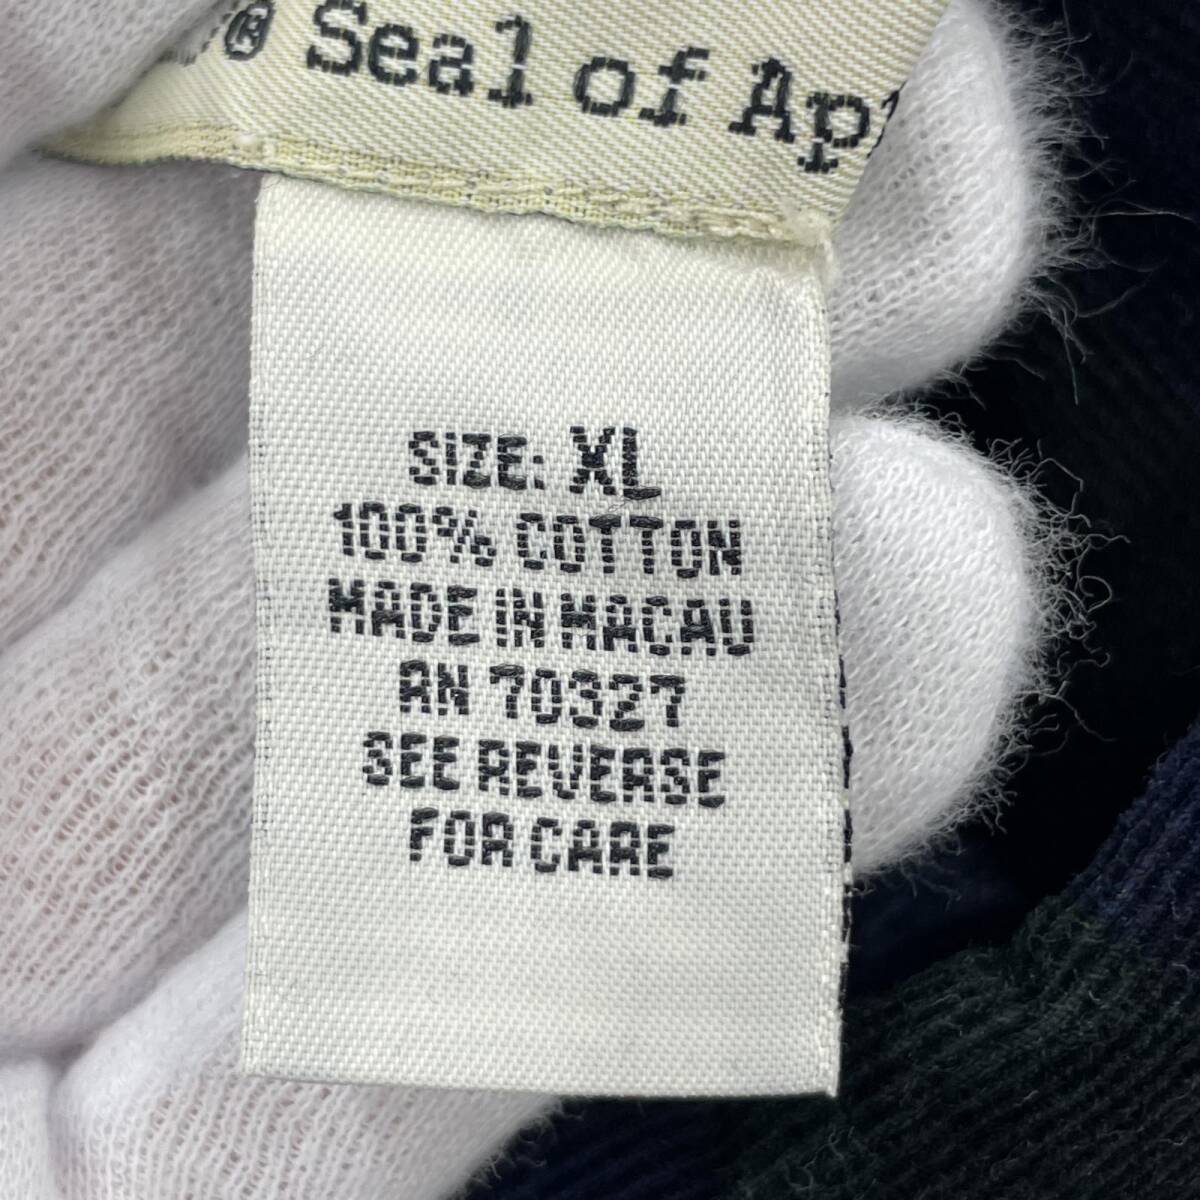 ® Seal of Ap
SIZE: XL
100% COTTON
MADE IN MACAU
RN 70327
SEE REVERSE
FOR CARE